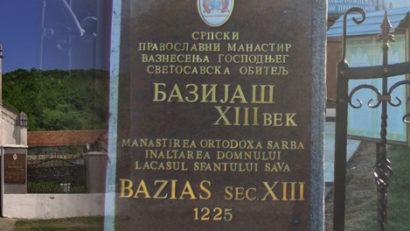 СРПСКИ
ПРАВОСЛАВНИ МАНАСТИР
ВАЗНЕСЕЊА ГОСПОДЊЕГ
СВЕТОСАВСКА ОБИТЕЉ
БАЗИЈАШ
XIII ВЕК
MANASTIREA ORTODOXA SARBA
INALTAREA DOMNULUI
LACASUL SFANTULUI SAVA
BAZIAS SEC. XIII
1225